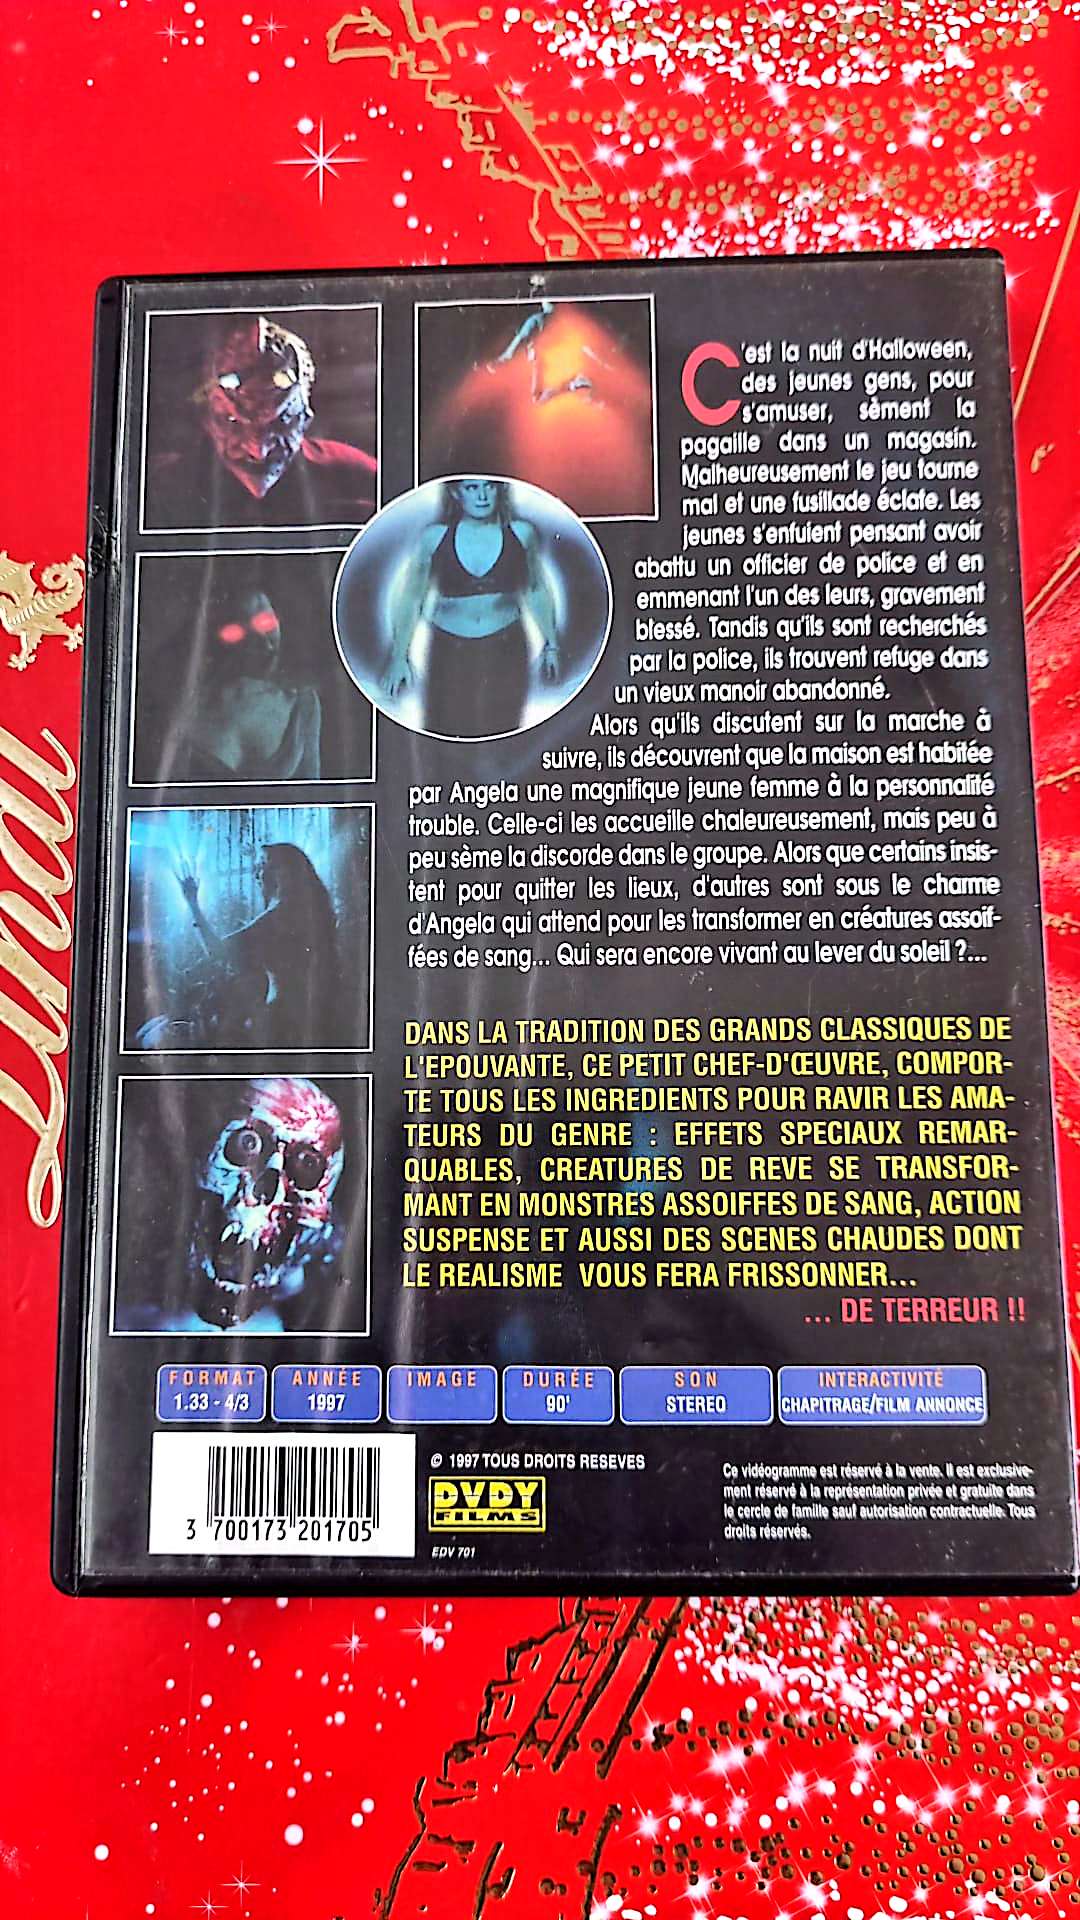 Lindt
C'est la nuit d'Halloween,
des jeunes gens, pour
s'amuser, sèment la
pagaille dans un magasin.
Malheureusement le jeu tourne
mal et une fusillade éclate. Les
jeunes s'enfuient pensant avoir
abattu un officier de police et en
emmenant l'un des leurs, gravement
blessé. Tandis qu'ils sont recherchés
par la police, ils trouvent refuge dans
un vieux manoir abandonné.
Alors qu'ils discutent sur la marche à
suivre, ils découvrent que la maison est habitée
par Angela une magnifique jeune femme à la personnalité
trouble. Celle-ci les accueille chaleureusement, mais peu à
peu sème la discorde dans le groupe. Alors que certains insis-
tent pour quitter les lieux, d'autres sont sous le charme
d'Angela qui attend pour les transformer en créatures assoif-
fées de sang... Qui sera encore vivant au lever du soleil ?...
DANS LA TRADITION DES GRANDS CLASSIQUES DE
L'EPOUVANTE, CE PETIT CHEF-D'ŒUVRE, COMPOR-
TE TOUS LES INGREDIENTS POUR RAVIR LES AMA-
TEURS DU GENRE : EFFETS SPECIAUX REMAR-
QUABLES, CREATURES DE REVE SE TRANSFOR-
MANT EN MONSTRES ASSOIFFES DE SANG, ACTION
SUSPENSE ET AUSSI DES SCENES CHAUDES DONT
LE REALISME VOUS FERA FRISSONNER...
... DE TERREUR !!
FORMAT ANNÉE IMAGE DURÉE SON INTERACTIVITÉ
1.33 - 4/3 1997 90' STEREO CHAPITRAGE/FILM ANNONCE
© 1997 TOUS DROITS RESEVES
DVDY
FILMS
EDV 701
3 700173 201705
Ce vidéogramme est réservé à la vente. Il est exclusive-
ment réservé à la représentation privée et gratuite dans
le cercle de famille sauf autorisation contractuelle. Tous
droits réservés.